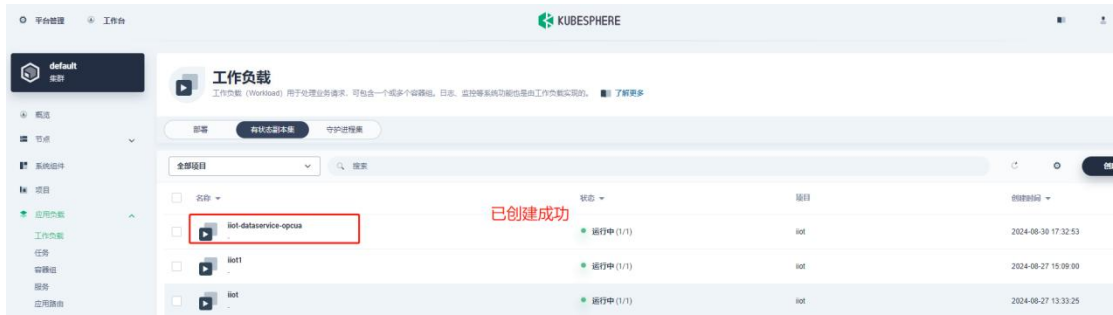 平台管理 工作台 KUBESPHERE
default
集群
工作负载
工作负载 (Workload) 用于处理业务请求，可包含一个或多个容器组。日志、监控等系统功能也是由工作负载实现的。 了解更多
概览
部署 有状态副本集 守护进程集
节点
系统组件
全部项目 搜索
项目
名称 状态 项目 创建时间
应用负载
已创建成功
iiot-dataservice-opcua 运行中 (1/1) iiot 2024-08-30 17:32:53
-
工作负载
任务
iiot1 运行中 (1/1) iiot 2024-08-27 15:09:00
-
容器组
服务
iiot 运行中 (1/1) iiot 2024-08-27 13:33:25
-
应用路由